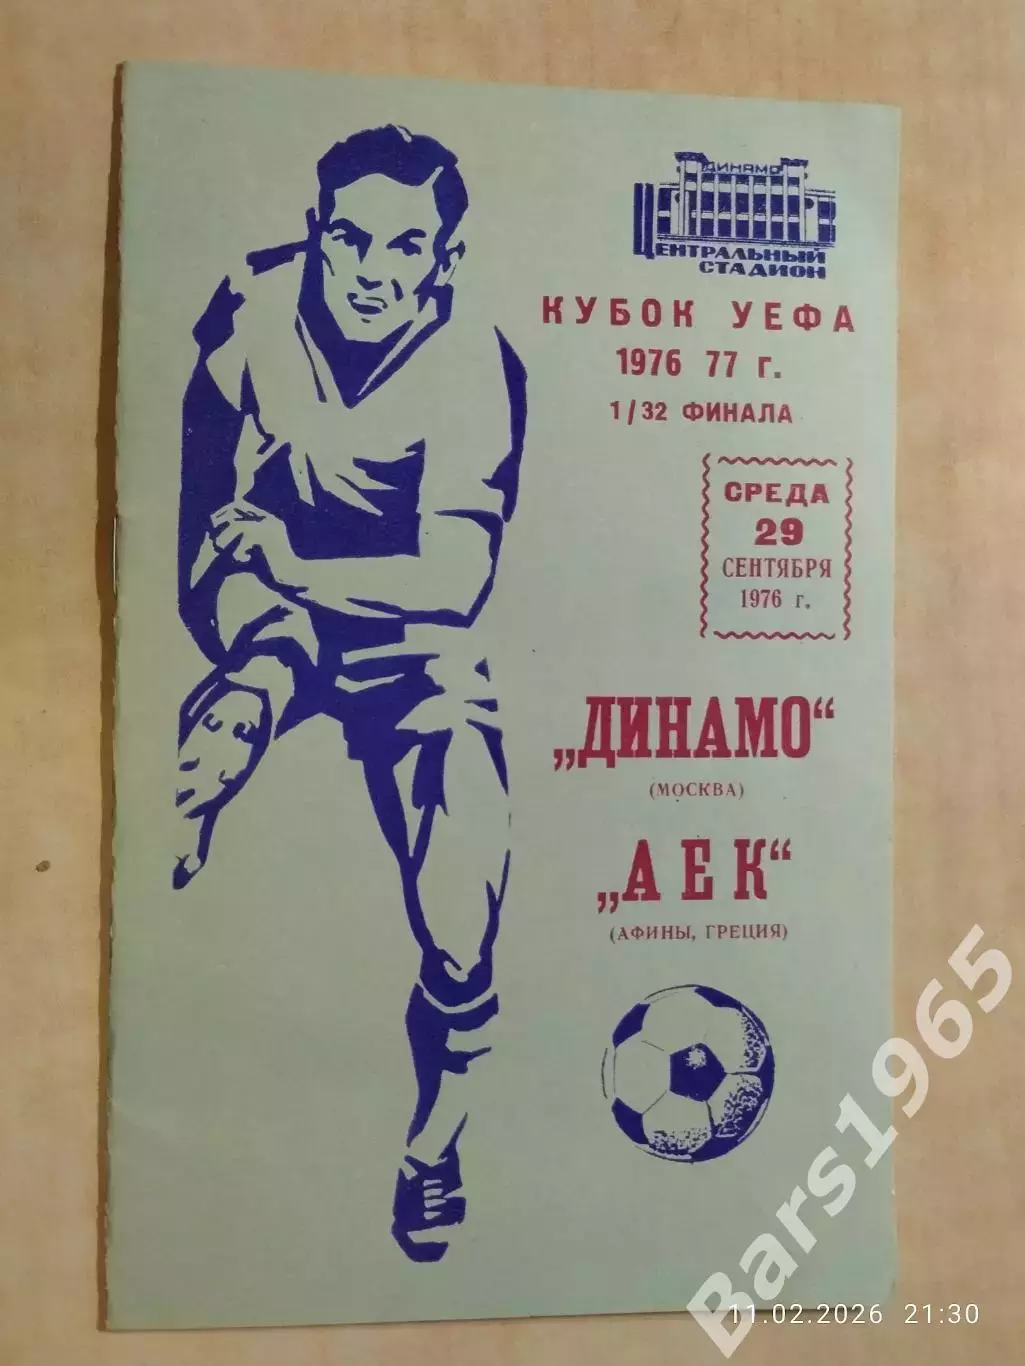 ДИНАМО
ЦЕНТРАЛЬНЫЙ
СТАДИОН
КУБОК УЕФА
1976 77 г.
1/32 ФИНАЛА
СРЕДА
29
СЕНТЯБРЯ
1976 г.
„ДИНАМО“
(МОСКВА)
„АЕК“
(АФИНЫ, ГРЕЦИЯ)
Bars1965
11.02.2026 21:30